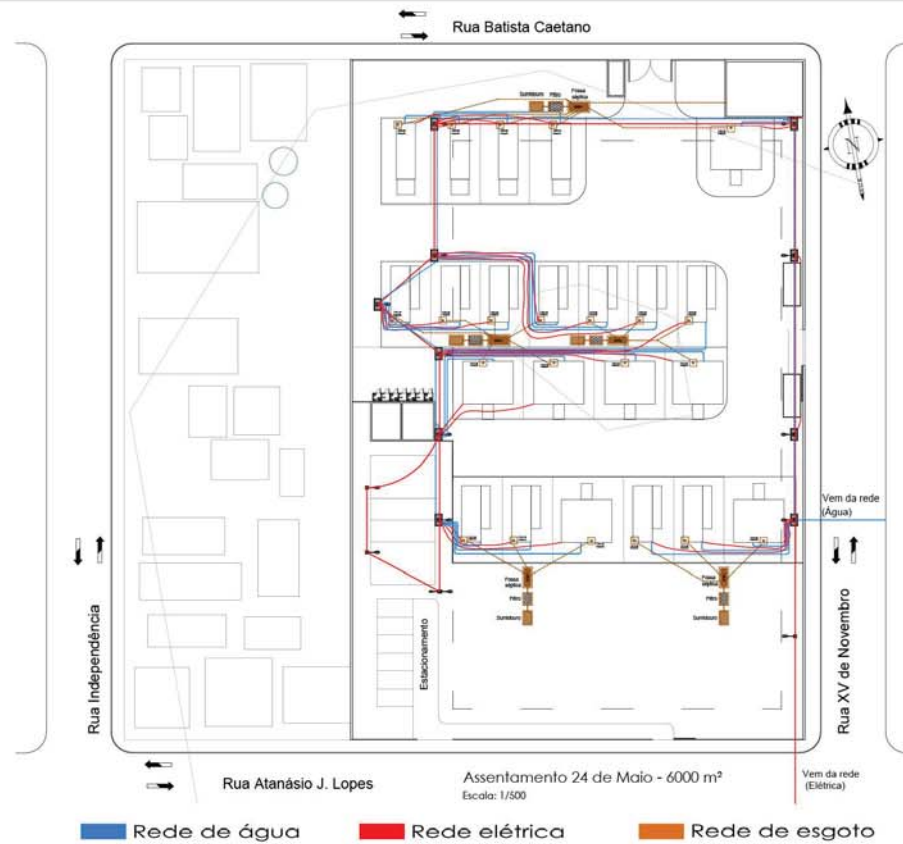 Rua Batista Caetano
Sumidouro
Filtro
Fossa
séptica
N
Vem da rede
(Água)
Fossa
séptica
Filtro
Sumidouro
Fossa
séptica
Filtro
Sumidouro
Rua Independência
Estacionamento
Rua XV de Novembro
Rua Atanásio J. Lopes
Assentamento 24 de Maio - 6000 m²
Escala: 1/500
Vem da rede
(Elétrica)
Rede de água
Rede elétrica
Rede de esgoto